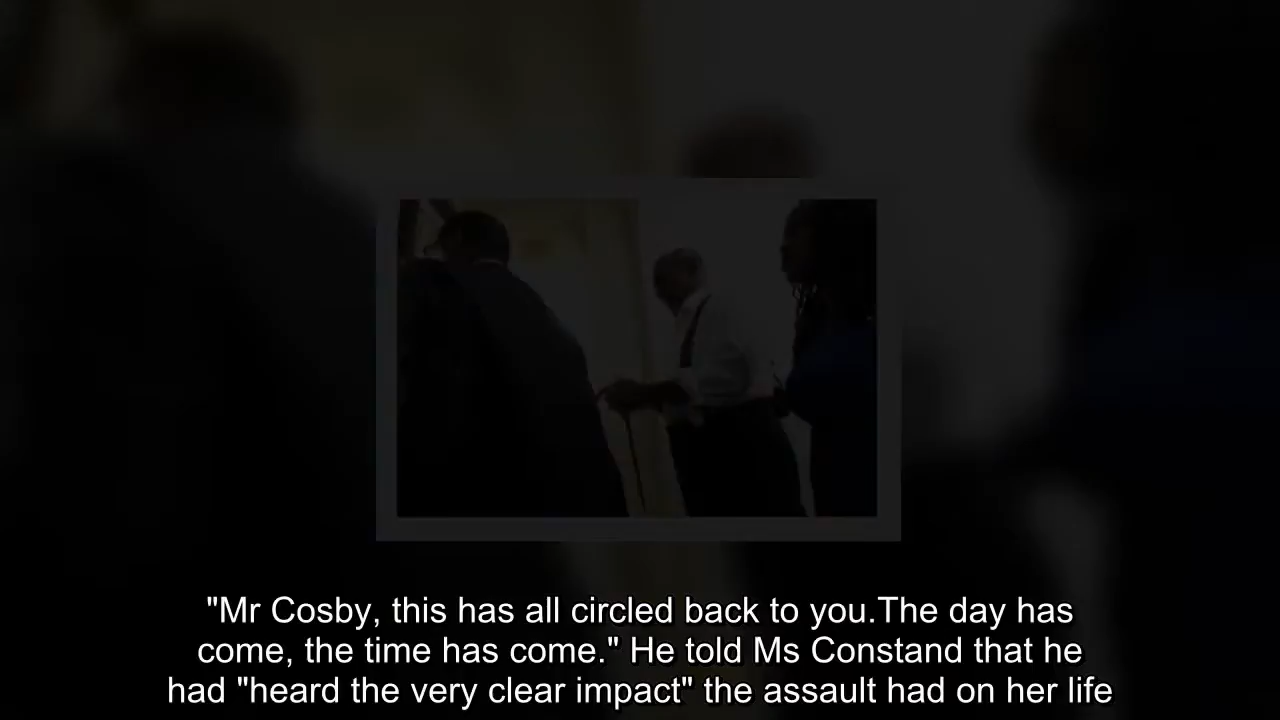 "Mr Cosby, this has all circled back to you.The day has
come, the time has come." He told Ms Constand that he
had "heard the very clear impact" the assault had on her life